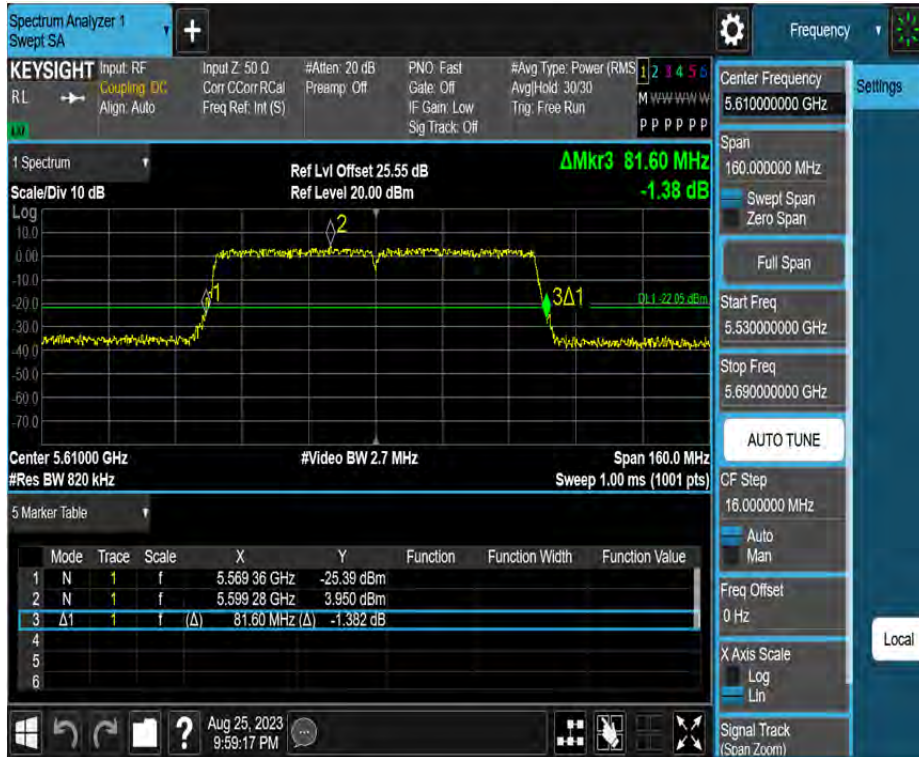 Spectrum Analyzer 1
Swept SA
+
Frequency
KEYSIGHT
RL
Input: RF
Coupling: DC
Align: Auto
Input Z: 50 Ω
Corr CCorr RCal
Freq Ref: Int (S)
#Atten: 20 dB
Preamp: Off
PNO: Fast
Gate: Off
IF Gain: Low
Sig Track: Off
#Avg Type: Power (RMS
Avg|Hold: 30/30
Trig: Free Run
1 2 3 4 5 6
M W W W W W
P P P P P P
1 Spectrum
Scale/Div 10 dB
Ref Lvl Offset 25.55 dB
Ref Level 20.00 dBm
ΔMkr3 81.60 MHz
-1.38 dB
Log
10.0
0.00
-10.0
-20.0
-30.0
-40.0
-50.0
-60.0
-70.0
2
1
3Δ1
DL1 -22.05 dBm
Center 5.61000 GHz
#Video BW 2.7 MHz
Span 160.0 MHz
#Res BW 820 kHz
Sweep 1.00 ms (1001 pts)
5 Marker Table
Mode Trace Scale X Y Function Function Width Function Value
1 N 1 f 5.569 36 GHz -25.39 dBm
2 N 1 f 5.599 28 GHz 3.950 dBm
3 Δ1 1 f (Δ) 81.60 MHz (Δ) -1.382 dB
4
5
6
?
Aug 25, 2023
9:59:17 PM
Center Frequency
5.610000000 GHz
Settings
Span
160.000000 MHz
Swept Span
Zero Span
Full Span
Start Freq
5.530000000 GHz
Stop Freq
5.690000000 GHz
AUTO TUNE
CF Step
16.000000 MHz
Auto
Man
Freq Offset
0 Hz
X Axis Scale
Log
Lin
Local
Signal Track
(Span Zoom)